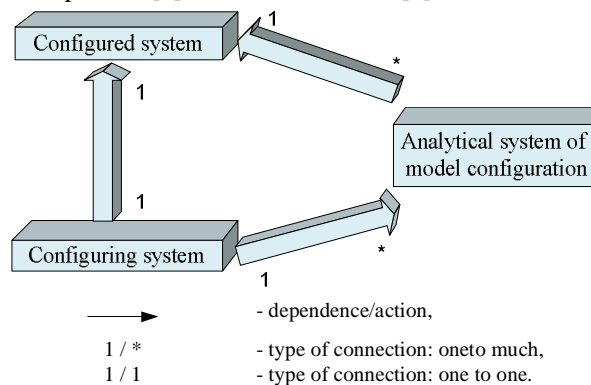 1
Configured system
*
1
Analytical system of
model configuration
1
Configuring system
*
1
- dependence/action,
1 / * - type of connection: oneto much,
1 / 1 - type of connection: one to one.